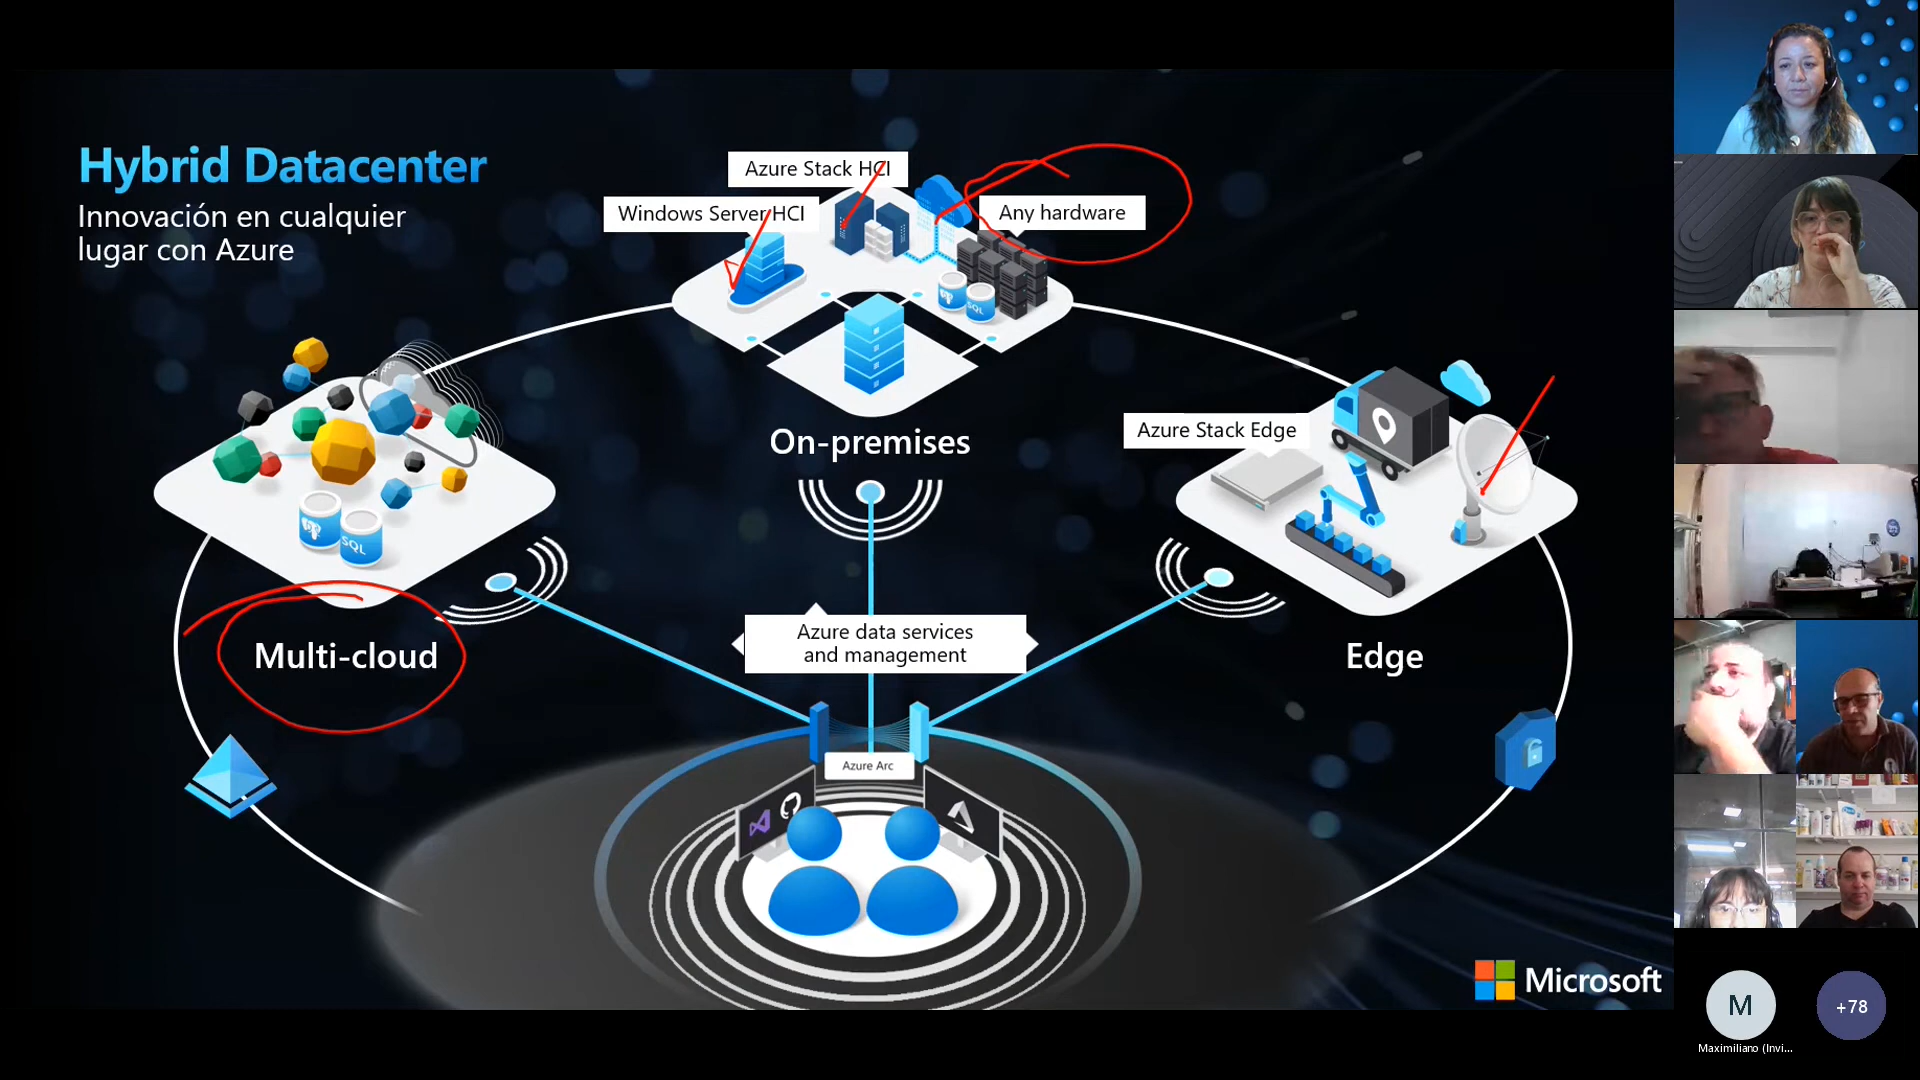 Hybrid Datacenter
Innovación en cualquier
lugar con Azure
Azure Stack HCI
Windows Server HCI
Any hardware
SQL
On-premises
Azure Stack Edge
SQL
Multi-cloud
Azure data services
and management
Edge
Azure Arc
Microsoft
M
+78
Maximiliano (Invi...